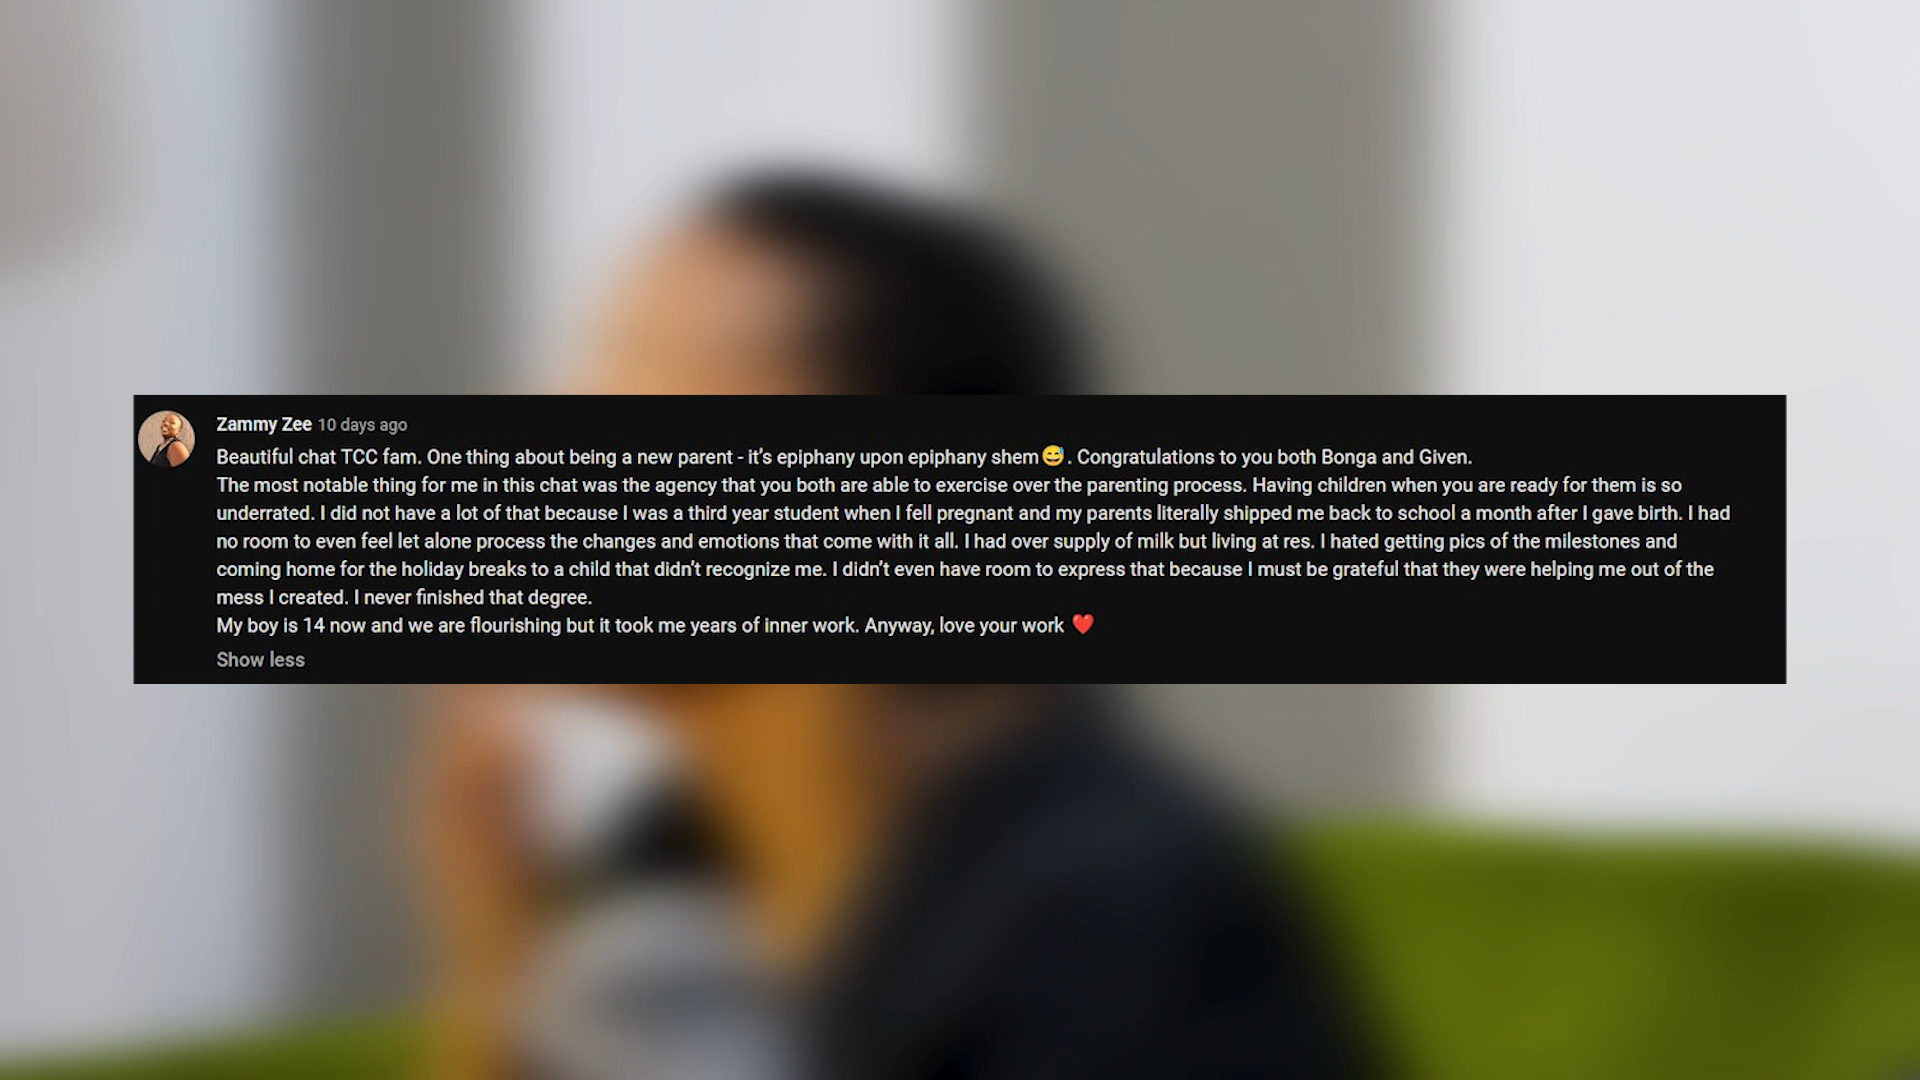 Zammy Zee 10 days ago
Beautiful chat TCC fam. One thing about being a new parent - it's epiphany upon epiphany shem😅. Congratulations to you both Bonga and Given.
The most notable thing for me in this chat was the agency that you both are able to exercise over the parenting process. Having children when you are ready for them is so
underrated. I did not have a lot of that because I was a third year student when I fell pregnant and my parents literally shipped me back to school a month after I gave birth. I had
no room to even feel let alone process the changes and emotions that come with it all. I had over supply of milk but living at res. I hated getting pics of the milestones and
coming home for the holiday breaks to a child that didn't recognize me. I didn't even have room to express that because I must be grateful that they were helping me out of the
mess I created. I never finished that degree.
My boy is 14 now and we are flourishing but it took me years of inner work. Anyway, love your work ❤️
Show less